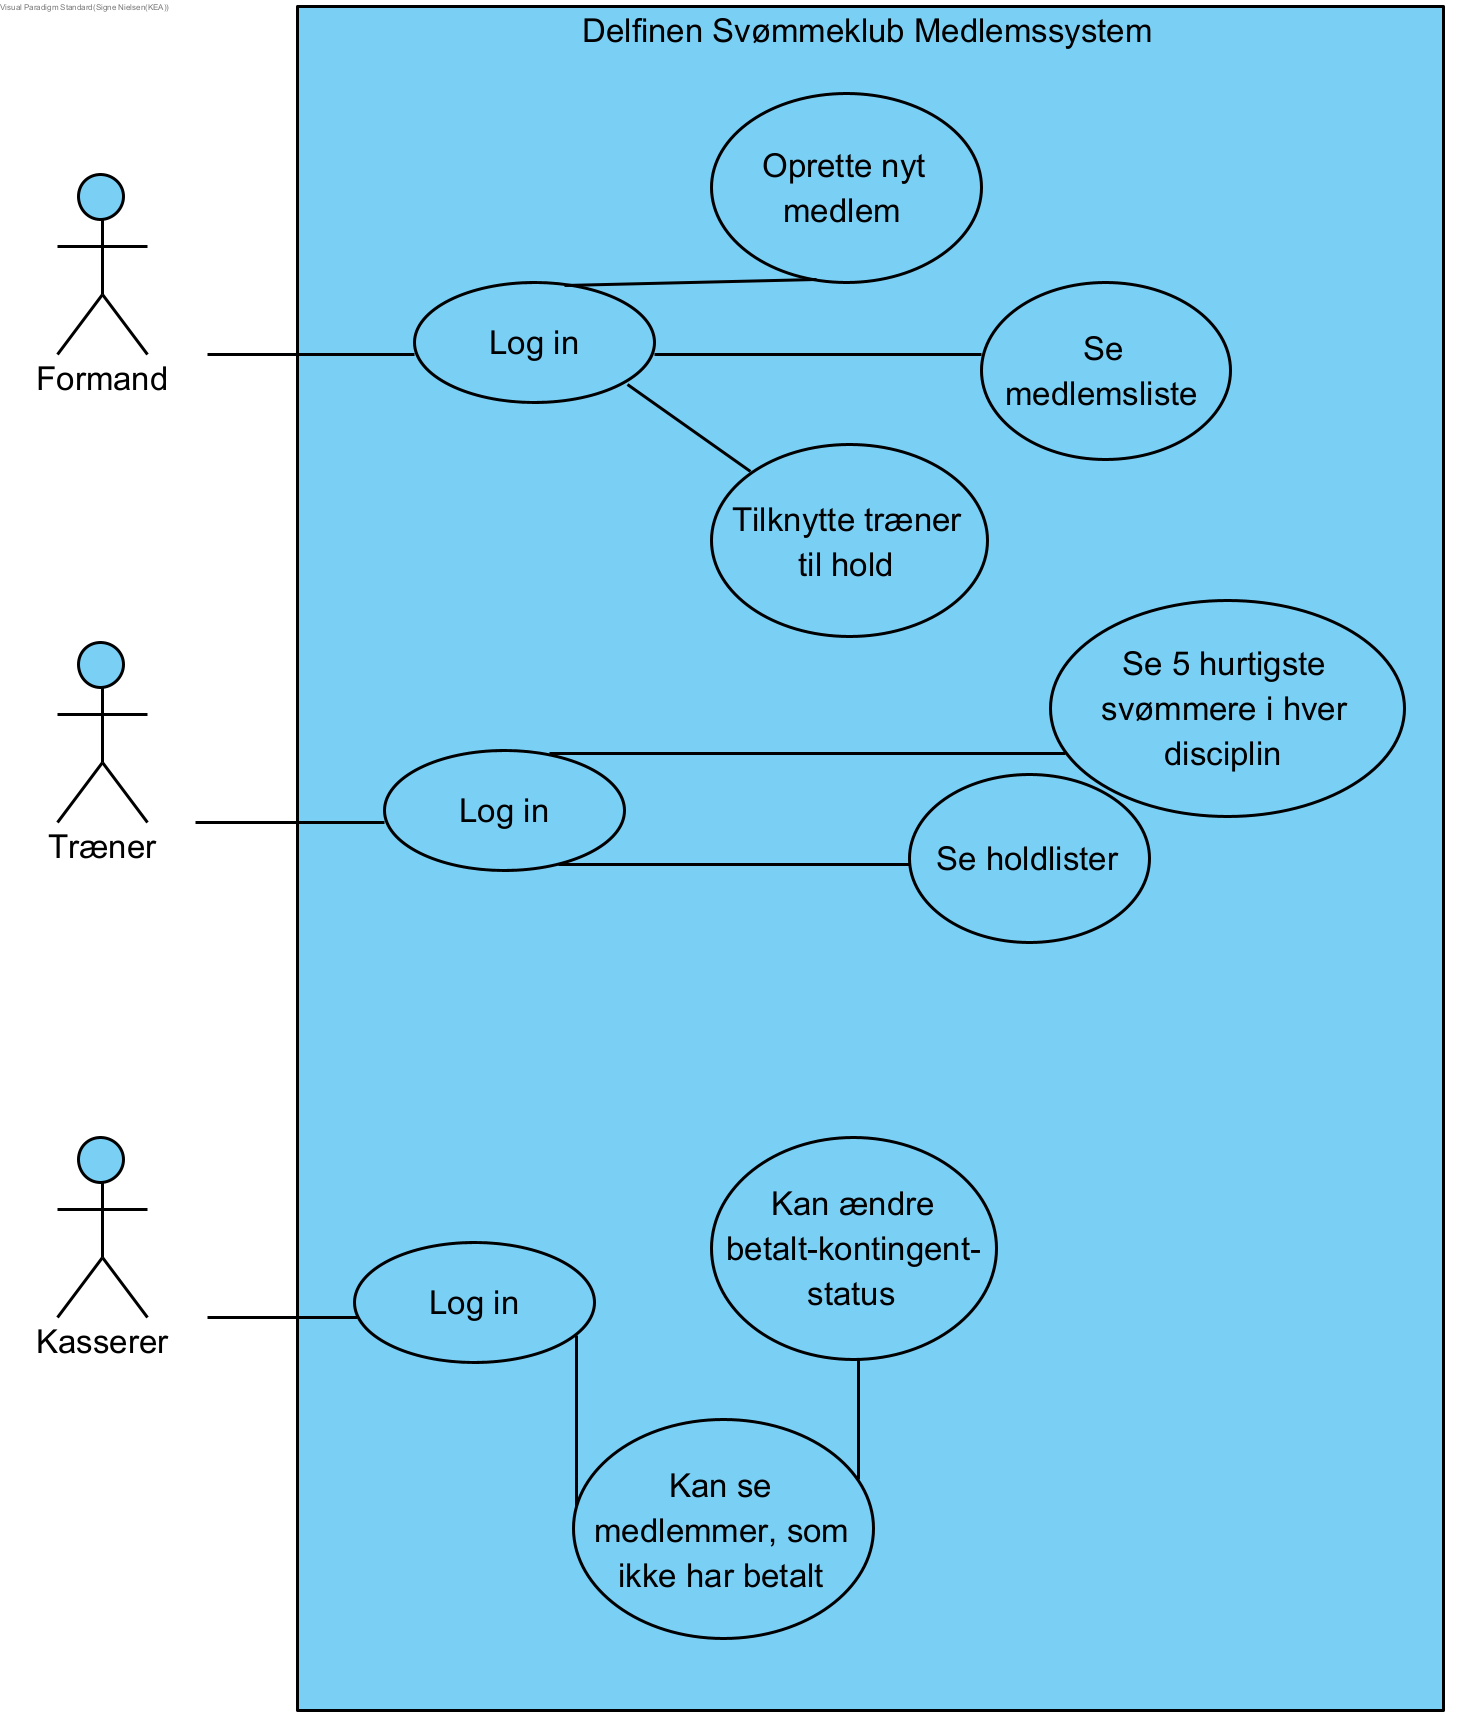 Visual Paradigm Standard(Signe Nielsen(KEA))
Delfinen Svømmeklub Medlemssystem
Oprette nyt
medlem
Log in
Se
medlemsliste
Formand
Tilknytte træner
til hold
Se 5 hurtigste
svømmere i hver
disciplin
Log in
Træner
Se holdlister
Kan ændre
betalt-kontingent-
status
Log in
Kasserer
Kan se
medlemmer, som
ikke har betalt